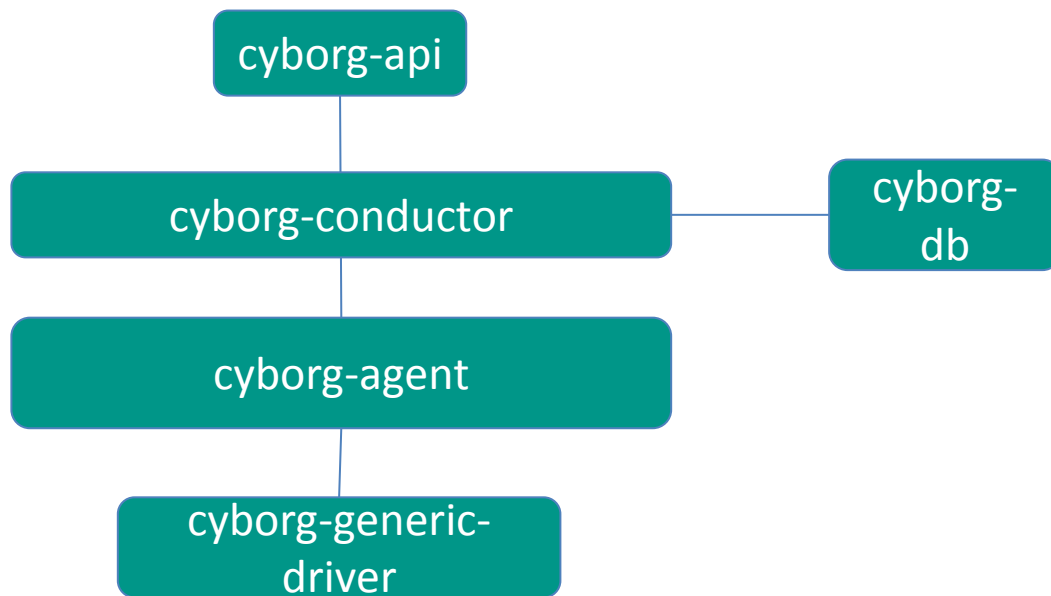 cyborg-api
cyborg-conductor
cyborg-
db
cyborg-agent
cyborg-generic-
driver